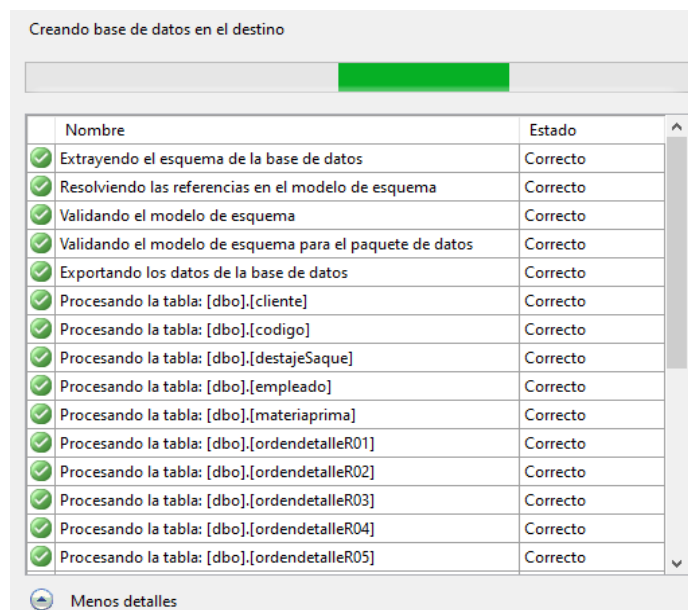 Creando base de datos en el destino
Nombre Estado
Extrayendo el esquema de la base de datos Correcto
Resolviendo las referencias en el modelo de esquema Correcto
Validando el modelo de esquema Correcto
Validando el modelo de esquema para el paquete de datos Correcto
Exportando los datos de la base de datos Correcto
Procesando la tabla: [dbo].[cliente] Correcto
Procesando la tabla: [dbo].[codigo] Correcto
Procesando la tabla: [dbo].[destajeSaque] Correcto
Procesando la tabla: [dbo].[empleado] Correcto
Procesando la tabla: [dbo].[materiaprima] Correcto
Procesando la tabla: [dbo].[ordendetalleR01] Correcto
Procesando la tabla: [dbo].[ordendetalleR02] Correcto
Procesando la tabla: [dbo].[ordendetalleR03] Correcto
Procesando la tabla: [dbo].[ordendetalleR04] Correcto
Procesando la tabla: [dbo].[ordendetalleR05] Correcto
Menos detalles